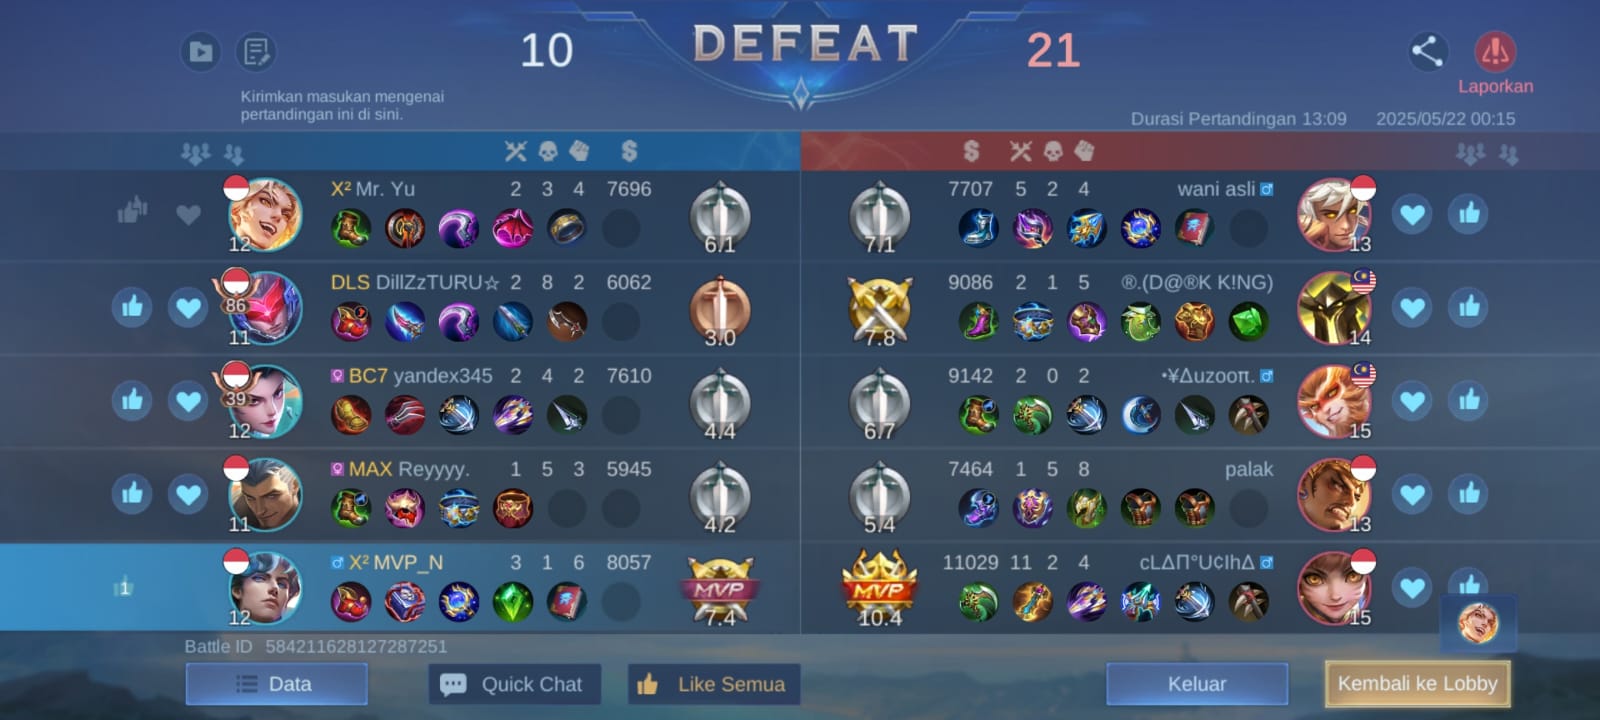 10 DEFEAT 21
Laporkan
Kirimkan masukan mengenai
pertandingan ini di sini.
Durasi Pertandingan 13:09 2025/05/22 00:15
X² Mr. Yu 2 3 4 7696
12 6.1
DLS DillZzTURU☆ 2 8 2 6062
86
11 3.0
BC7 yandex345 2 4 2 7610
39
12 4.4
MAX Reyyyy. 1 5 3 5945
11 4.2
X² MVP_N 3 1 6 8057
1
MVP
12 7.4
7707 5 2 4 wani asli
7.1 13
9086 2 1 5 ®.(D@®K K!NG)
7.8 14
9142 2 0 2 •¥Δuzooπ.
6.7 15
7464 1 5 8 palak
5.4 13
11029 11 2 4 cLΔΠ°U¢IhΔ
MVP
10.4 15
Battle ID 584211628127287251
Data Quick Chat Like Semua Keluar Kembali ke Lobby